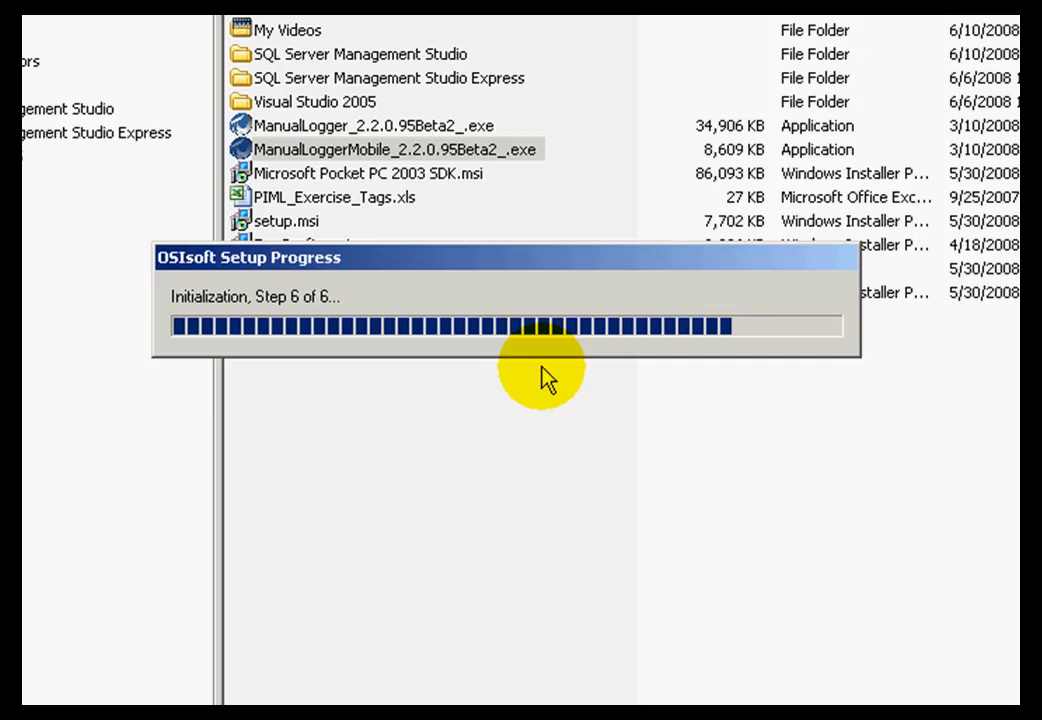 ors
gement Studio
gement Studio Express
My Videos File Folder 6/10/2008
SQL Server Management Studio File Folder 6/10/2008
SQL Server Management Studio Express File Folder 6/6/2008 1
Visual Studio 2005 File Folder 6/6/2008 1
ManualLogger_2.2.0.95Beta2_.exe 34,906 KB Application 3/10/2008
ManualLoggerMobile_2.2.0.95Beta2_.exe 8,609 KB Application 3/10/2008
Microsoft Pocket PC 2003 SDK.msi 86,093 KB Windows Installer P... 5/30/2008
PIML_Exercise_Tags.xls 27 KB Microsoft Office Exc... 9/25/2007
setup.msi 7,702 KB Windows Installer P... 5/30/2008
staller P... 4/18/2008
OSIsoft Setup Progress
5/30/2008
Initialization, Step 6 of 6...
staller P... 5/30/2008